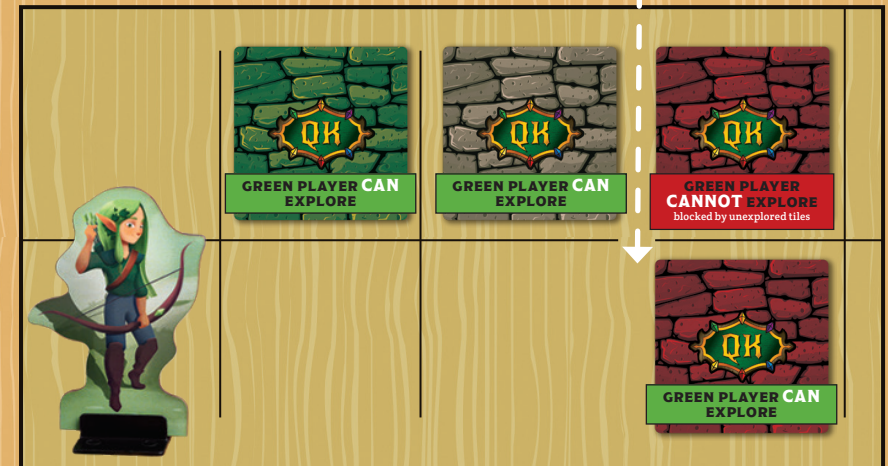 QK
GREEN PLAYER CAN
EXPLORE
QK
GREEN PLAYER CAN
EXPLORE
QK
GREEN PLAYER
CANNOT EXPLORE
blocked by unexplored tiles
QK
GREEN PLAYER CAN
EXPLORE